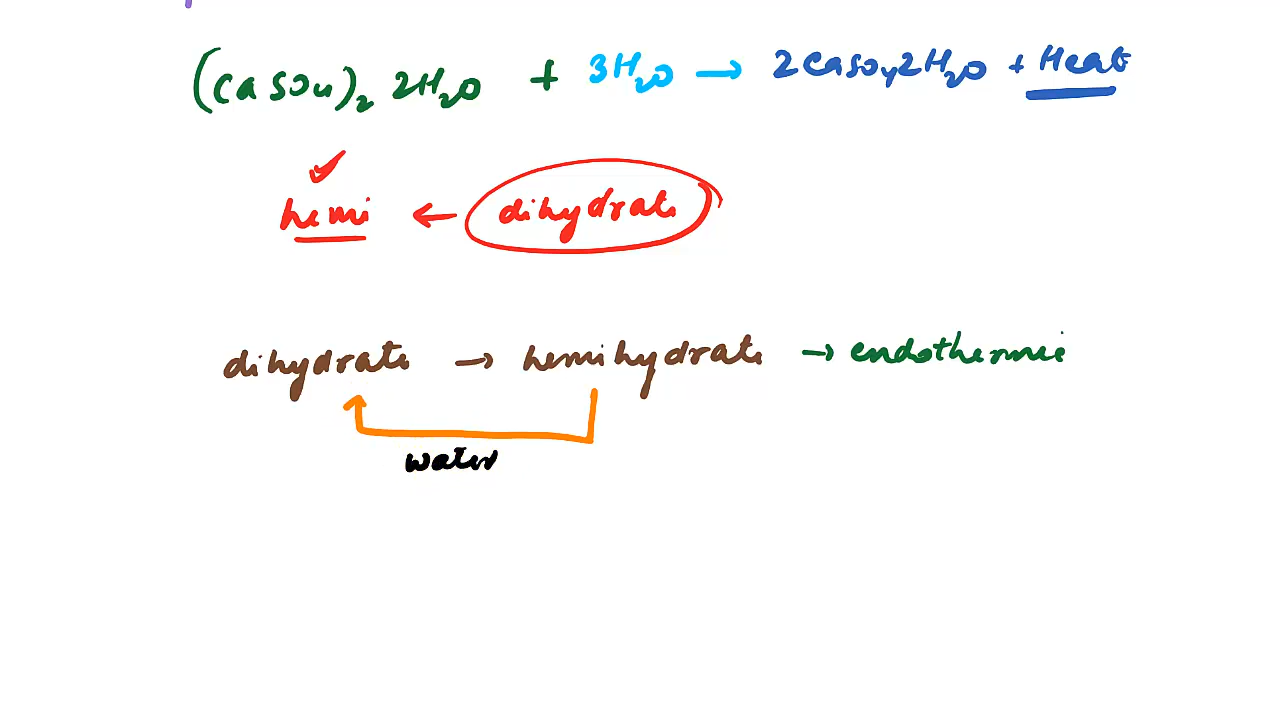 (CaSO4)2 2H2O + 3H2O → 2CaSO4 2H2O + Heat
hemi ← dihydrate
dihydrate → hemihydrate → endothermic
water